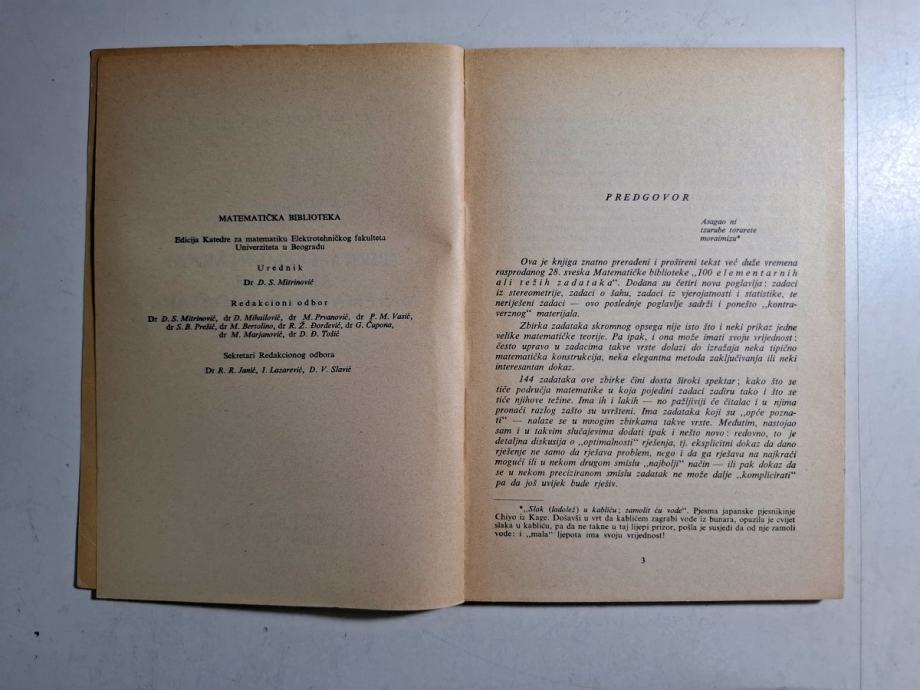 MATEMATIČKA BIBLIOTEKA
Edicija Katedre za matematiku Elektrotehničkog fakulteta
Univerziteta u Beogradu
Urednik
Dr D. S. Mitrinović
Redakcioni odbor
Dr D. S. Mitrinović, dr D. Mihailović, dr M. Prvanović, dr P. M. Vasić,
dr S. B. Prešić, dr M. Bertolino, dr R. Ž. Đorđević, dr G. Čupona,
dr M. Marjanović, dr D. Đ. Tošić
Sekretari Redakcionog odbora
Dr R. R. Janić, I. Lazarević, D. V. Slavić
PREDGOVOR
Asagao ni
tsurube torarete
moraimizu*
Ova je knjiga znatno prerađeni i prošireni tekst već duže vremena
rasprodanog 28. sveska Matematičke biblioteke „100 elementarnih
ali težih zadataka“. Dodana su četiri nova poglavlja: zadaci
iz stereometrije, zadaci o šahu, zadaci iz vjerojatnosti i statistike, te
neriješeni zadaci — ovo posljednje poglavlje sadrži i ponešto „kontra-
verznog“ materijala.
Zbirka zadataka skromnog opsega nije isto što i neki prikaz jedne
velike matematičke teorije. Pa ipak, i ona može imati svoju vrijednost:
često upravo u zadacima takve vrste dolazi do izražaja neka tipično
matematička konstrukcija, neka elegantna metoda zaključivanja ili neki
interesantan dokaz.
144 zadataka ove zbirke čini dosta široki spektar; kako što se
tiče područja matematike u koja pojedini zadaci zadiru tako i što se
tiče njihove težine. Ima ih i lakih — no pažljiviji će čitalac i u njima
pronaći razlog zašto su uvršteni. Ima zadataka koji su „opće pozna-
ti“ — nalaze se u mnogim zbirkama takve vrste. Međutim, nastojao
sam i u takvim slučajevima dodati ipak i nešto novo: redovno, to je
detaljna diskusija o „optimalnosti“ rješenja, tj. eksplicitni dokaz da dano
rješenje ne samo da rješava problem, nego i da ga rješava na najkraći
mogući ili u nekom drugom smislu „najbolji“ način — ili pak dokaz da
se u nekom preciziranom smislu zadatak ne može dalje „komplicirati“
pa da još uvijek bude rješiv.
*„Slak (ladolež) u kabliću; zamolit ću vode“. Pjesma japanske pjesnikinje
Chiyo iz Kage. Došavši u vrt da kablićem zagrabi vode iz bunara, opazila je cvijet
slaka u kabliću, pa da ne takne u taj lijepi prizor, pošla je susjedi da od nje zamoli
vode: i „mala“ ljepota ima svoju vrijednost!
3